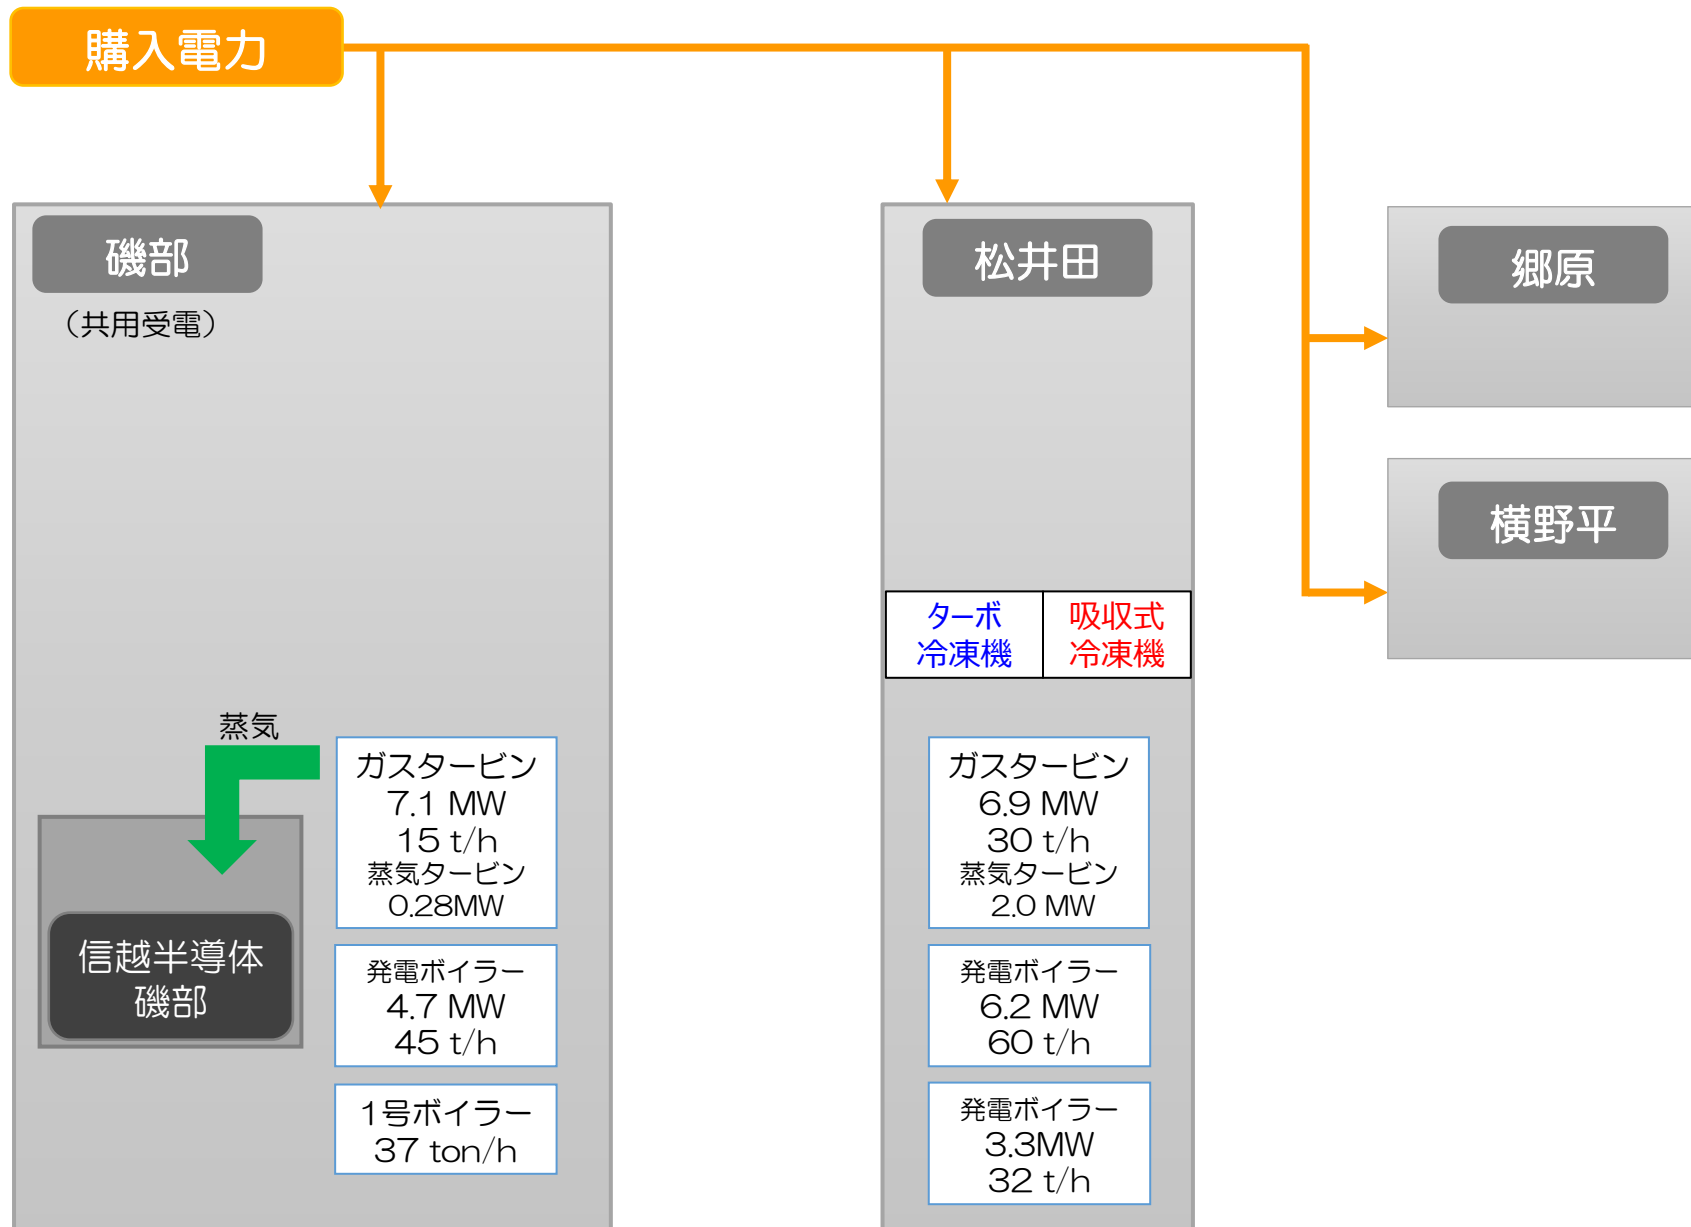 購入電力
磯部
（共用受電）
蒸気
ガスタービン
7.1 MW
15 t/h
蒸気タービン
0.28MW
信越半導体
磯部
発電ボイラー
4.7 MW
45 t/h
1号ボイラー
37 ton/h
松井田
ターボ
冷凍機
吸収式
冷凍機
ガスタービン
6.9 MW
30 t/h
蒸気タービン
2.0 MW
発電ボイラー
6.2 MW
60 t/h
発電ボイラー
3.3MW
32 t/h
郷原
横野平